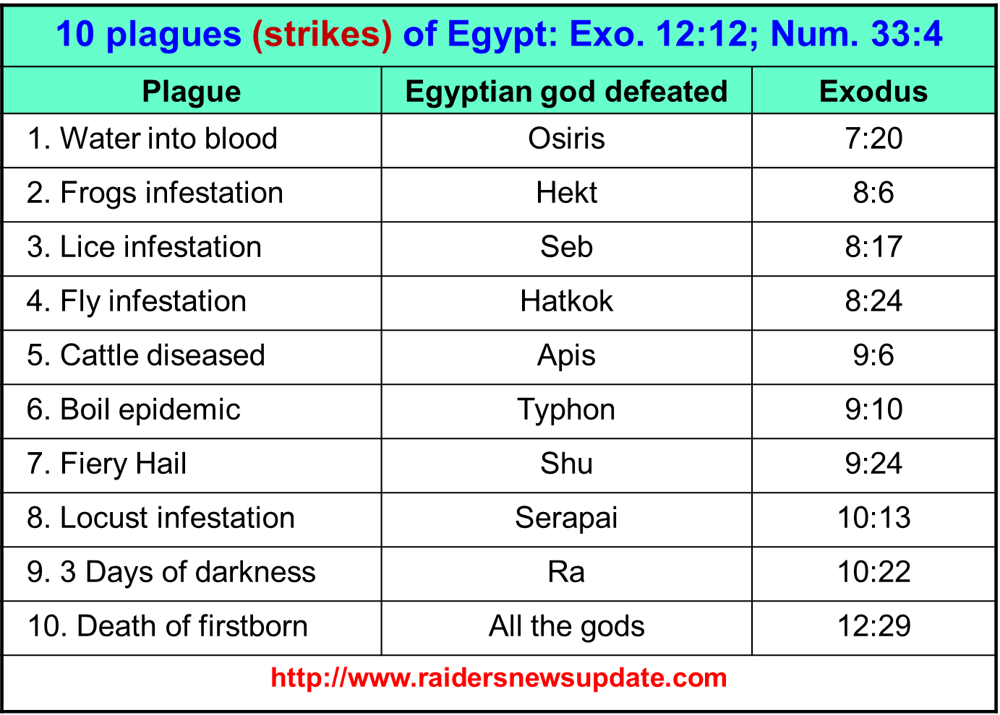 10 plagues (strikes) of Egypt: Exo. 12:12; Num. 33:4
Plague Egyptian god defeated Exodus
1. Water into blood Osiris 7:20
2. Frogs infestation Hekt 8:6
3. Lice infestation Seb 8:17
4. Fly infestation Hatkok 8:24
5. Cattle diseased Apis 9:6
6. Boil epidemic Typhon 9:10
7. Fiery Hail Shu 9:24
8. Locust infestation Serapai 10:13
9. 3 Days of darkness Ra 10:22
10. Death of firstborn All the gods 12:29
http://www.raidersnewsupdate.com